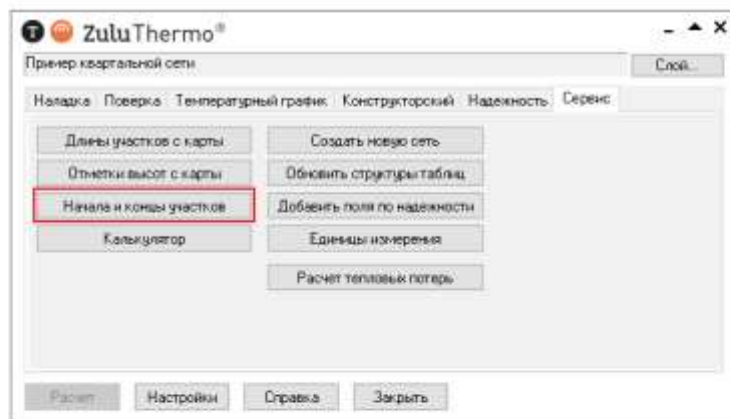 ZuluThermo®
Пример квартальной сети
Слой...
Наладка Поверка Температурный график Конструкторский Надежность Сервис
Длины участков с карты
Создать новую сеть
Отметки высот с карты
Обновить структуры таблиц
Начала и концы участков
Добавить поля по надежности
Калькулятор
Единицы измерения
Расчет тепловых потерь
Расчет
Настройки
Справка
Закрыть